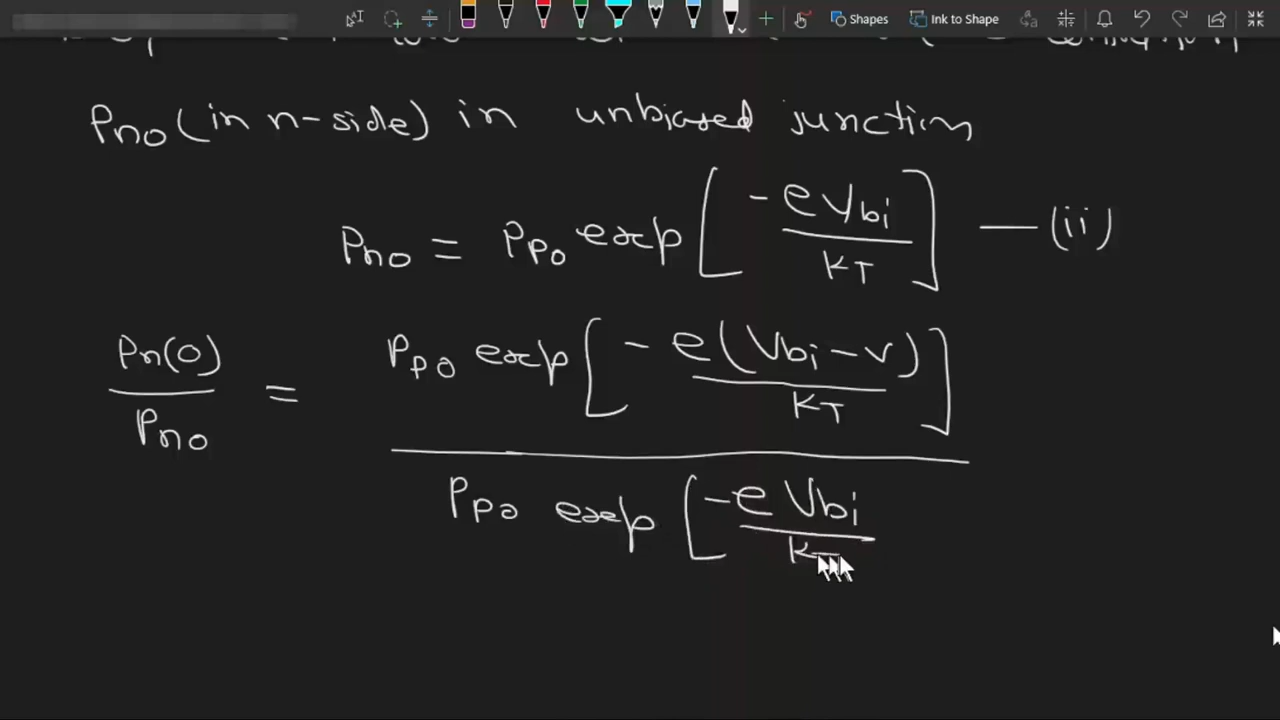 Shapes Ink to Shape
Pno (in n-side) in unbiased junction
Pno = Ppo exp [ -eVbi / KT ] — (ii)
Pn(0) / Pno = Ppo exp [ - e(Vbi - V) / KT ] / Ppo exp [ -eVbi / KT